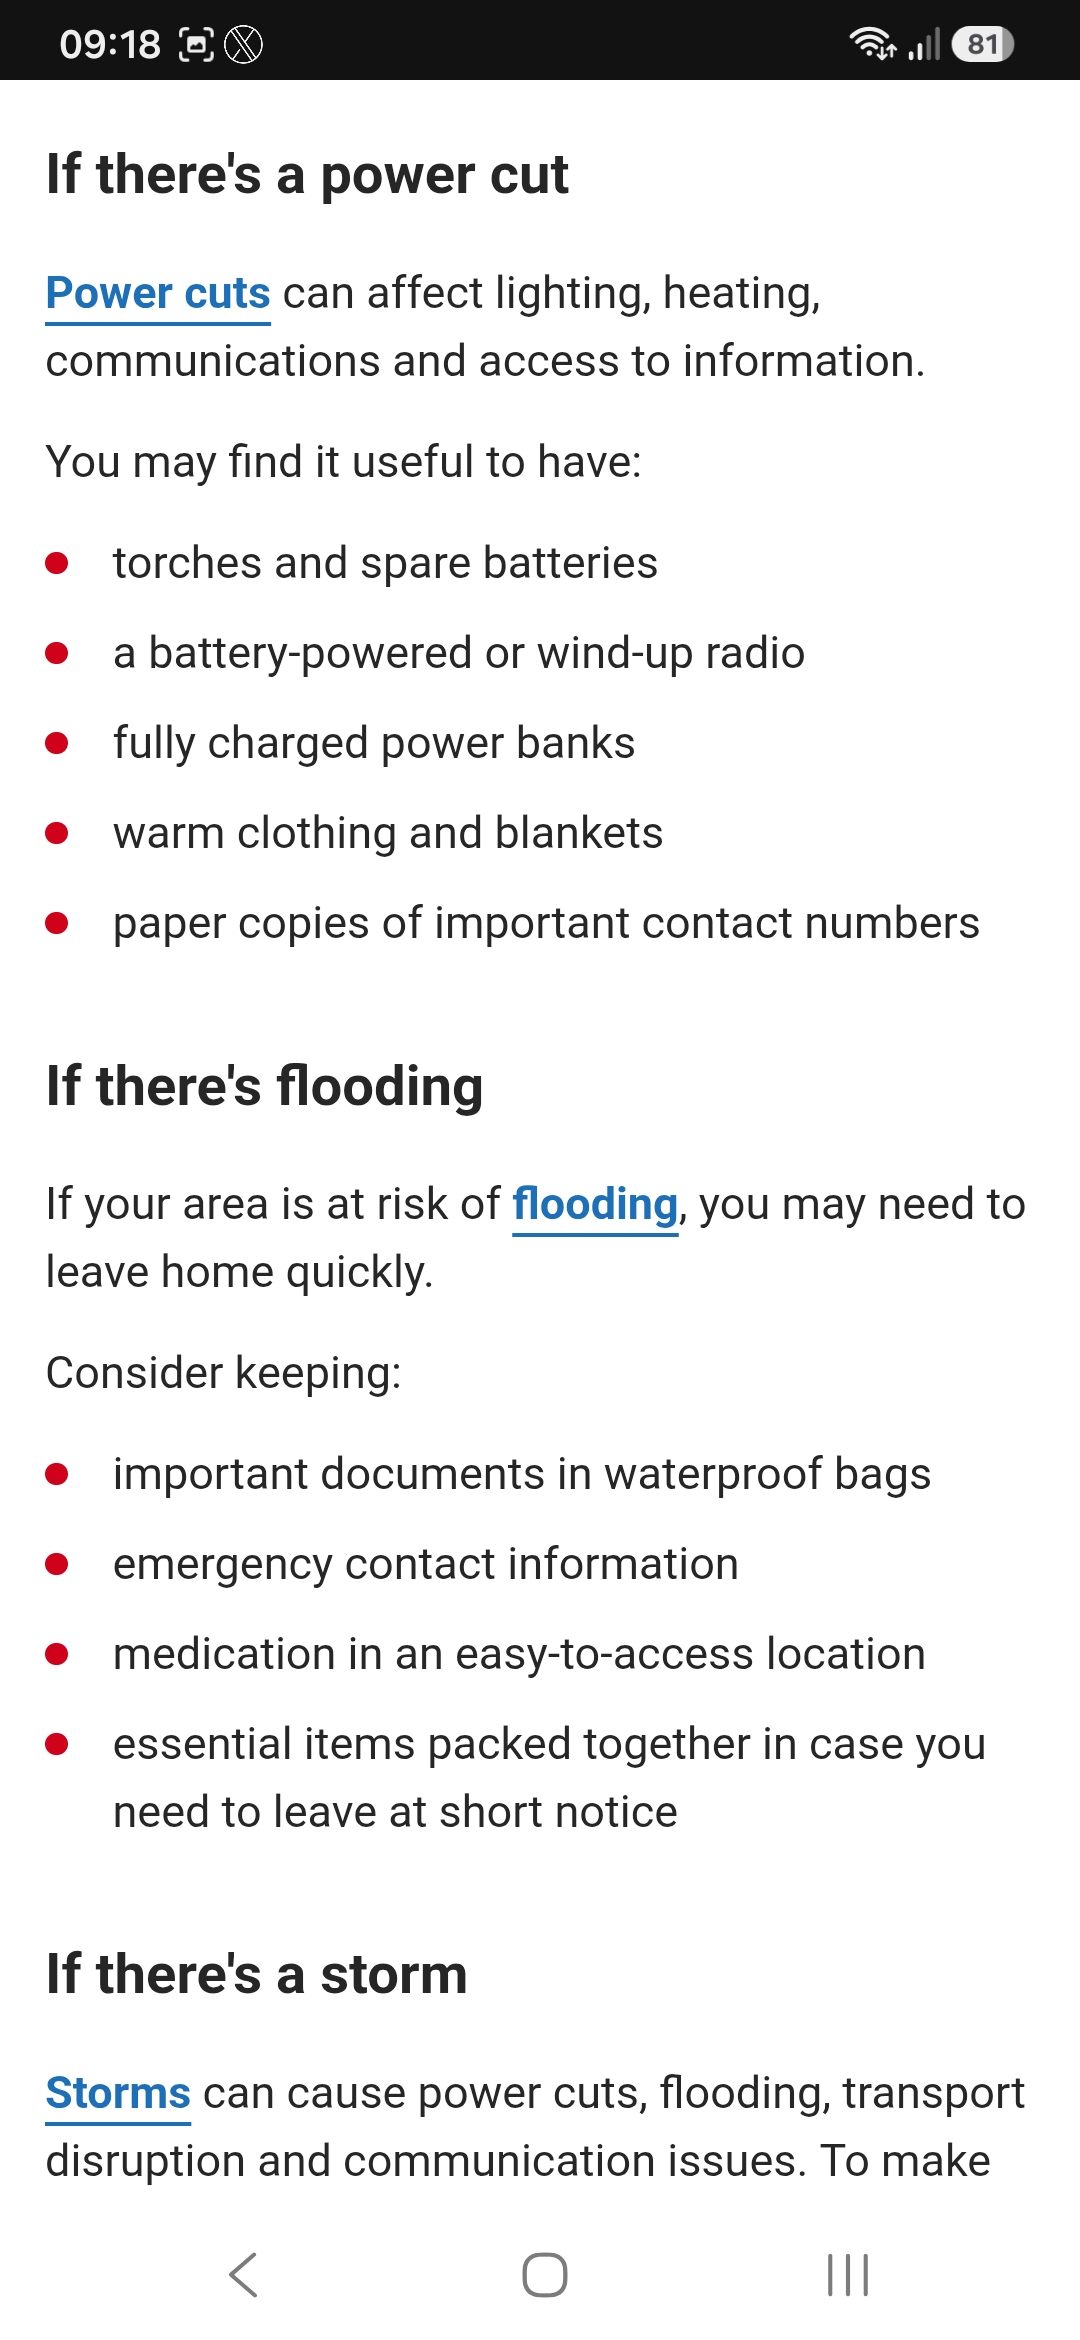 09:18
81
If there's a power cut
Power cuts can affect lighting, heating,
communications and access to information.
You may find it useful to have:
torches and spare batteries
a battery-powered or wind-up radio
fully charged power banks
warm clothing and blankets
paper copies of important contact numbers
If there's flooding
If your area is at risk of flooding, you may need to
leave home quickly.
Consider keeping:
important documents in waterproof bags
emergency contact information
medication in an easy-to-access location
essential items packed together in case you
need to leave at short notice
If there's a storm
Storms can cause power cuts, flooding, transport
disruption and communication issues. To make